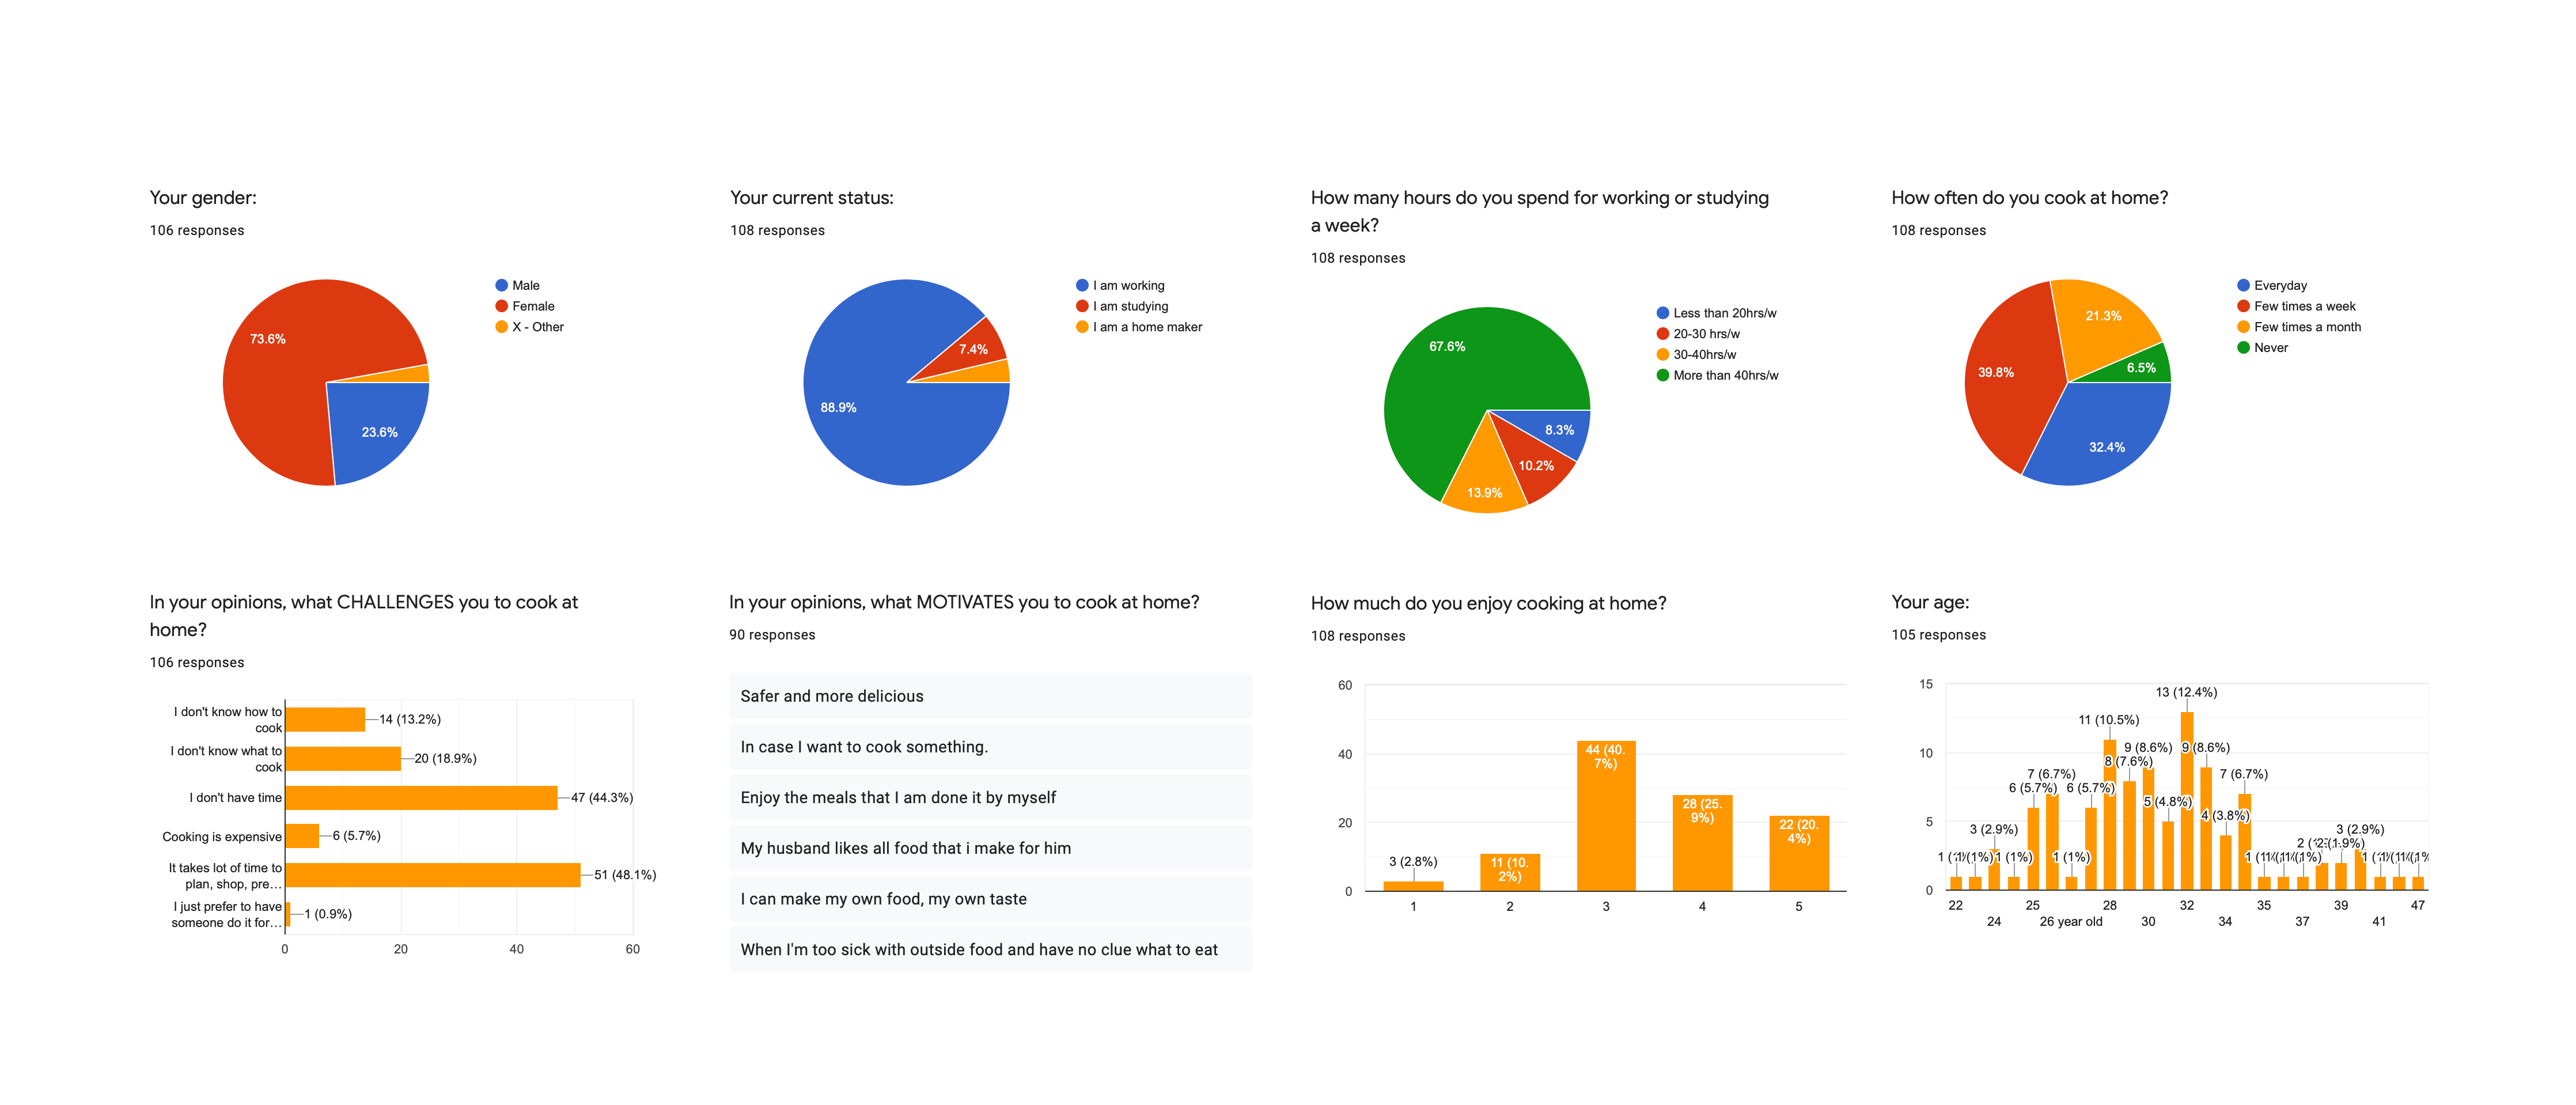 Your gender:
106 responses
73.6%
23.6%
Male
Female
X - Other
Your current status:
108 responses
88.9%
7.4%
I am working
I am studying
I am a home maker
How many hours do you spend for working or studying
a week?
108 responses
67.6%
8.3%
10.2%
13.9%
Less than 20hrs/w
20-30 hrs/w
30-40hrs/w
More than 40hrs/w
How often do you cook at home?
108 responses
21.3%
39.8%
6.5%
32.4%
Everyday
Few times a week
Few times a month
Never
In your opinions, what CHALLENGES you to cook at
home?
106 responses
I don't know how to
cook
14 (13.2%)
I don't know what to
cook
20 (18.9%)
I don't have time
47 (44.3%)
Cooking is expensive
6 (5.7%)
It takes lot of time to
plan, shop, pre…
51 (48.1%)
I just prefer to have
someone do it for…
1 (0.9%)
0 20 40 60
In your opinions, what MOTIVATES you to cook at home?
90 responses
Safer and more delicious
In case I want to cook something.
Enjoy the meals that I am done it by myself
My husband likes all food that i make for him
I can make my own food, my own taste
When I'm too sick with outside food and have no clue what to eat
How much do you enjoy cooking at home?
108 responses
60
40
20
0
3 (2.8%)
11 (10.
2%)
44 (40.
7%)
28 (25.
9%)
22 (20.
4%)
1 2 3 4 5
Your age:
105 responses
15
10
5
0
13 (12.4%)
11 (10.5%)
9 (8.6%)
9 (8.6%)
8 (7.6%)
7 (6.7%)
7 (6.7%)
6 (5.7%)
6 (5.7%)
5 (4.8%)
4 (3.8%)
3 (2.9%)
3 (2.9%)
1 (1%)
1 (1%)
22 25 28 32 35 39 47
24 26 year old 30 34 37 41